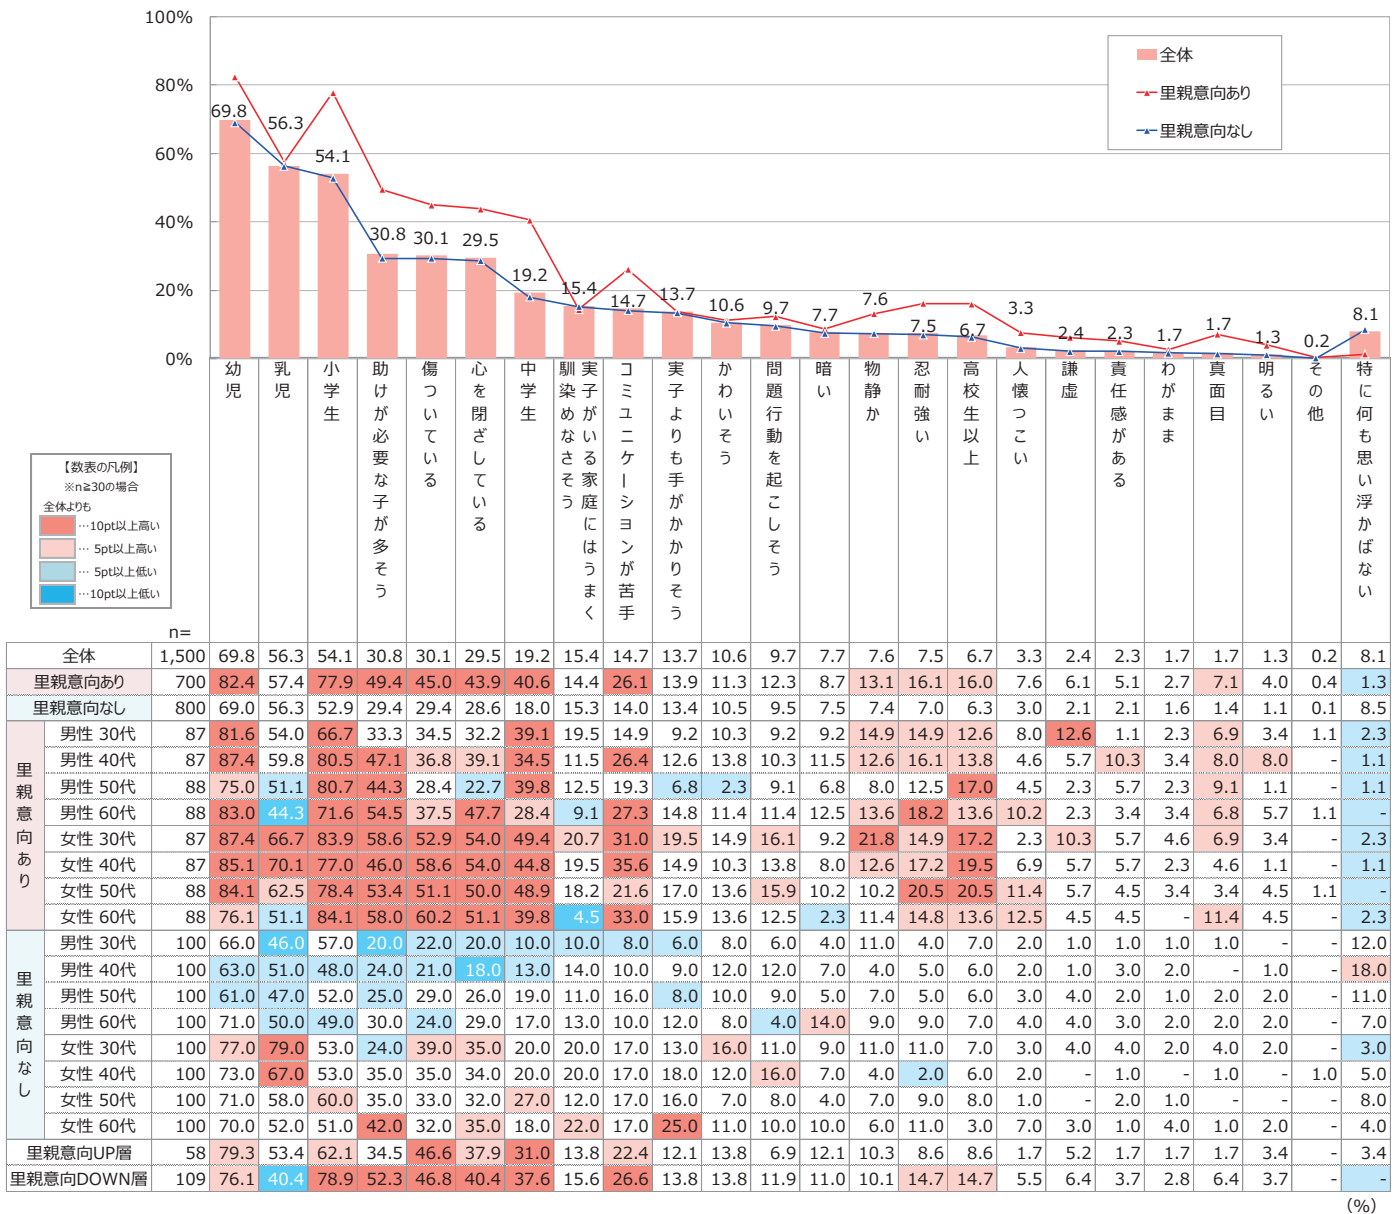 100%
80%
60%
40%
20%
0%
全体
里親意向あり
里親意向なし
69.8 56.3 54.1 30.8 30.1 29.5 19.2 15.4 14.7 13.7 10.6 9.7 7.7 7.6 7.5 6.7 3.3 2.4 2.3 1.7 1.7 1.3 0.2 8.1
幼児
乳児
小学生
助けが必要な子が多そう
傷ついている
心を閉ざしている
中学生
実子がいる家庭にはうまく
馴染めなさそう
コミュニケーションが苦手
実子よりも手がかかりそう
かわいそう
問題行動を起こしそう
暗い
物静か
忍耐強い
高校生以上
人懐つこい
謙虚
責任感がある
わがまま
真面目
明るい
その他
特に何も思い浮かばない
【数表の凡例】
※n≧30の場合
全体よりも
…10pt以上高い
… 5pt以上高い
… 5pt以上低い
…10pt以上低い
n=
全体 1,500 69.8 56.3 54.1 30.8 30.1 29.5 19.2 15.4 14.7 13.7 10.6 9.7 7.7 7.6 7.5 6.7 3.3 2.4 2.3 1.7 1.7 1.3 0.2 8.1
里親意向あり 700 82.4 57.4 77.9 49.4 45.0 43.9 40.6 14.4 26.1 13.9 11.3 12.3 8.7 13.1 16.1 16.0 7.6 6.1 5.1 2.7 7.1 4.0 0.4 1.3
里親意向なし 800 69.0 56.3 52.9 29.4 29.4 28.6 18.0 15.3 14.0 13.4 10.5 9.5 7.5 7.4 7.0 6.3 3.0 2.1 2.1 1.6 1.4 1.1 0.1 8.5
里親意向あり
男性 30代 87 81.6 54.0 66.7 33.3 34.5 32.2 39.1 19.5 14.9 9.2 10.3 9.2 9.2 14.9 14.9 12.6 8.0 12.6 1.1 2.3 6.9 3.4 1.1 2.3
男性 40代 87 87.4 59.8 80.5 47.1 36.8 39.1 34.5 11.5 26.4 12.6 13.8 10.3 11.5 12.6 16.1 13.8 4.6 5.7 10.3 3.4 8.0 8.0 - 1.1
男性 50代 88 75.0 51.1 80.7 44.3 28.4 22.7 39.8 12.5 19.3 6.8 2.3 9.1 6.8 8.0 12.5 17.0 4.5 2.3 5.7 2.3 9.1 1.1 - 1.1
男性 60代 88 83.0 44.3 71.6 54.5 37.5 47.7 28.4 9.1 27.3 14.8 11.4 11.4 12.5 13.6 18.2 13.6 10.2 2.3 3.4 3.4 6.8 5.7 1.1 -
女性 30代 87 87.4 66.7 83.9 58.6 52.9 54.0 49.4 20.7 31.0 19.5 14.9 16.1 9.2 21.8 14.9 17.2 2.3 10.3 5.7 4.6 6.9 3.4 - 2.3
女性 40代 87 85.1 70.1 77.0 46.0 58.6 54.0 44.8 19.5 35.6 14.9 10.3 13.8 8.0 12.6 17.2 19.5 6.9 5.7 5.7 2.3 4.6 1.1 - 1.1
女性 50代 88 84.1 62.5 78.4 53.4 51.1 50.0 48.9 18.2 21.6 17.0 13.6 15.9 10.2 10.2 20.5 20.5 11.4 5.7 4.5 3.4 3.4 4.5 1.1 -
女性 60代 88 76.1 51.1 84.1 58.0 60.2 51.1 39.8 4.5 33.0 15.9 13.6 12.5 2.3 11.4 14.8 13.6 12.5 4.5 4.5 - 11.4 4.5 - 2.3
里親意向なし
男性 30代 100 66.0 46.0 57.0 20.0 22.0 20.0 10.0 10.0 8.0 6.0 8.0 6.0 4.0 11.0 4.0 7.0 2.0 1.0 1.0 1.0 1.0 - - 12.0
男性 40代 100 63.0 51.0 48.0 24.0 21.0 18.0 13.0 14.0 10.0 9.0 12.0 12.0 7.0 4.0 5.0 6.0 2.0 1.0 3.0 2.0 - 1.0 - 18.0
男性 50代 100 61.0 47.0 52.0 25.0 29.0 26.0 19.0 11.0 16.0 8.0 10.0 9.0 5.0 7.0 5.0 6.0 3.0 4.0 2.0 1.0 2.0 2.0 - 11.0
男性 60代 100 71.0 50.0 49.0 30.0 24.0 29.0 17.0 13.0 10.0 12.0 8.0 4.0 14.0 9.0 9.0 7.0 4.0 4.0 3.0 2.0 2.0 2.0 - 7.0
女性 30代 100 77.0 79.0 53.0 24.0 39.0 35.0 20.0 20.0 17.0 13.0 16.0 11.0 9.0 11.0 11.0 7.0 3.0 4.0 4.0 2.0 4.0 2.0 - 3.0
女性 40代 100 73.0 67.0 53.0 35.0 35.0 34.0 20.0 20.0 17.0 18.0 12.0 16.0 7.0 4.0 2.0 6.0 2.0 - 1.0 - 1.0 - 1.0 5.0
女性 50代 100 71.0 58.0 60.0 35.0 33.0 32.0 27.0 12.0 17.0 16.0 7.0 8.0 4.0 7.0 9.0 8.0 1.0 - 2.0 1.0 - - - 8.0
女性 60代 100 70.0 52.0 51.0 42.0 32.0 35.0 18.0 22.0 17.0 25.0 11.0 10.0 10.0 6.0 11.0 3.0 7.0 3.0 1.0 4.0 1.0 2.0 - 4.0
里親意向UP層 58 79.3 53.4 62.1 34.5 46.6 37.9 31.0 13.8 22.4 12.1 13.8 6.9 12.1 10.3 8.6 8.6 1.7 5.2 1.7 1.7 1.7 3.4 - 3.4
里親意向DOWN層 109 76.1 40.4 78.9 52.3 46.8 40.4 37.6 15.6 26.6 13.8 13.8 11.9 11.0 10.1 14.7 14.7 5.5 6.4 3.7 2.8 6.4 3.7 - -
(%)